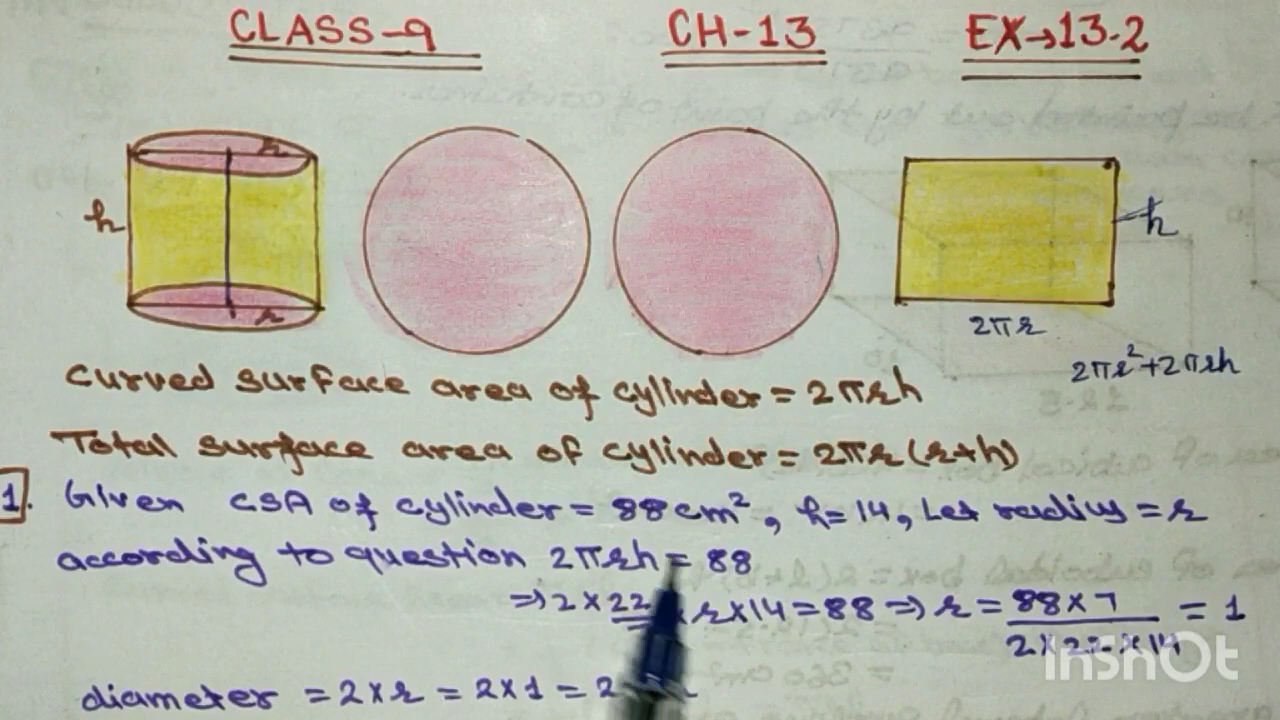 CLASS-9 CH-13 EX→13.2
r
h
r
h
2πr
2πr²+2πrh
Curved surface area of cylinder = 2πrh
Total surface area of cylinder = 2πr(r+h)
1. Given CSA of cylinder = 88cm², h=14, Let radius = r
according to question 2πrh = 88
⇒ 2 × 22 × r × 14 = 88 ⇒ r = 88×7 / 2×22×14 = 1
diameter = 2×r = 2×1 = 2
InShOt